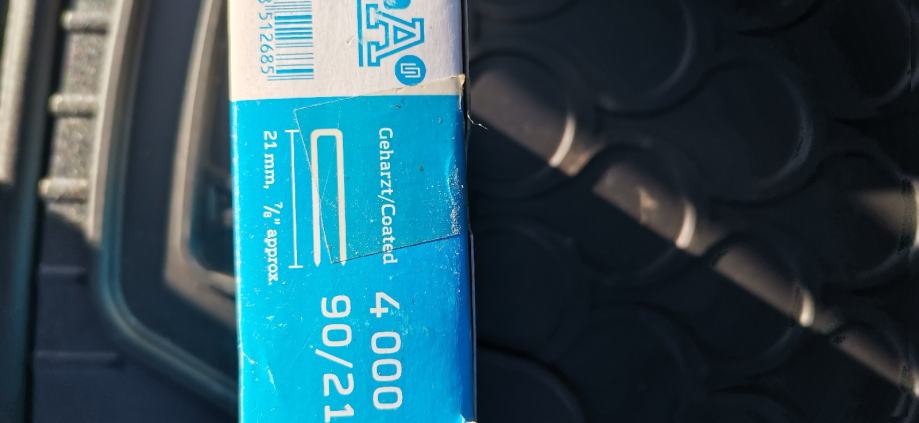 512685
A
Geharzt/Coated
21 mm, ⅞" approx.
4 000
90/21